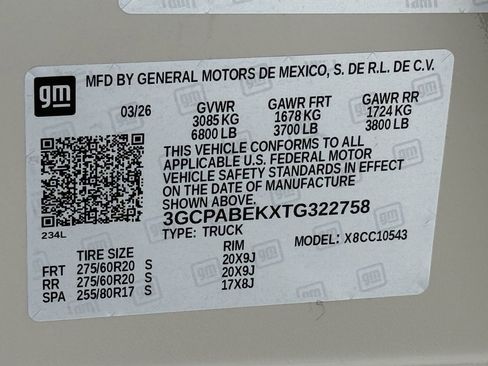 gm
MFD BY GENERAL MOTORS DE MEXICO, S. DE R.L. DE C.V.
03/26 GVWR GAWR FRT GAWR RR
3085 KG 1678 KG 1724 KG
6800 LB 3700 LB 3800 LB
THIS VEHICLE CONFORMS TO ALL
APPLICABLE U.S. FEDERAL MOTOR
VEHICLE SAFETY STANDARDS IN EFFECT
ON THE DATE OF MANUFACTURE
SHOWN ABOVE.
3GCPABEKXTG322758
TYPE: TRUCK MODEL: X8CC10543
234L
TIRE SIZE RIM
FRT 275/60R20 S 20X9J
RR 275/60R20 S 20X9J
SPA 255/80R17 S 17X8J